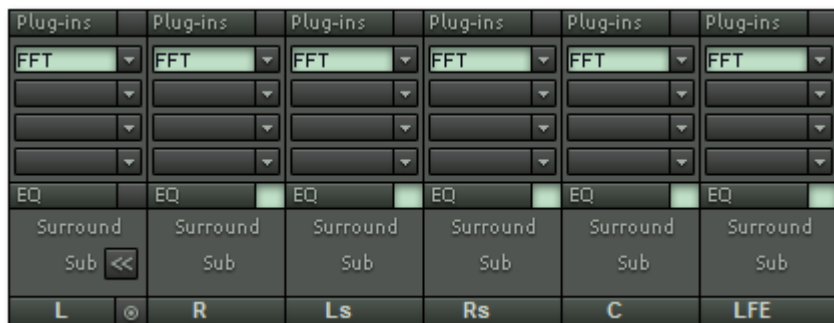 Plug-ins Plug-ins Plug-ins Plug-ins Plug-ins Plug-ins
FFT FFT FFT FFT FFT FFT
EQ EQ EQ EQ EQ EQ
Surround Surround Surround Surround Surround Surround
Sub << Sub Sub Sub Sub Sub
L R Ls Rs C LFE